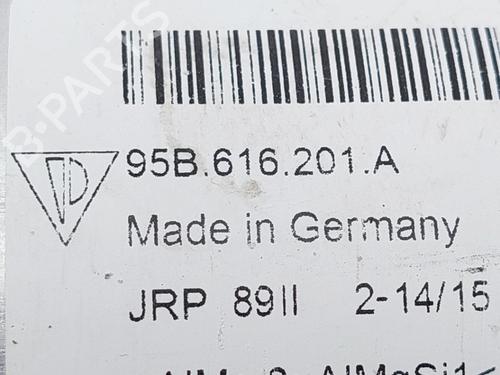 B-PARTS
95B.616.201.A
Made in Germany
JRP 89II 2-14/15